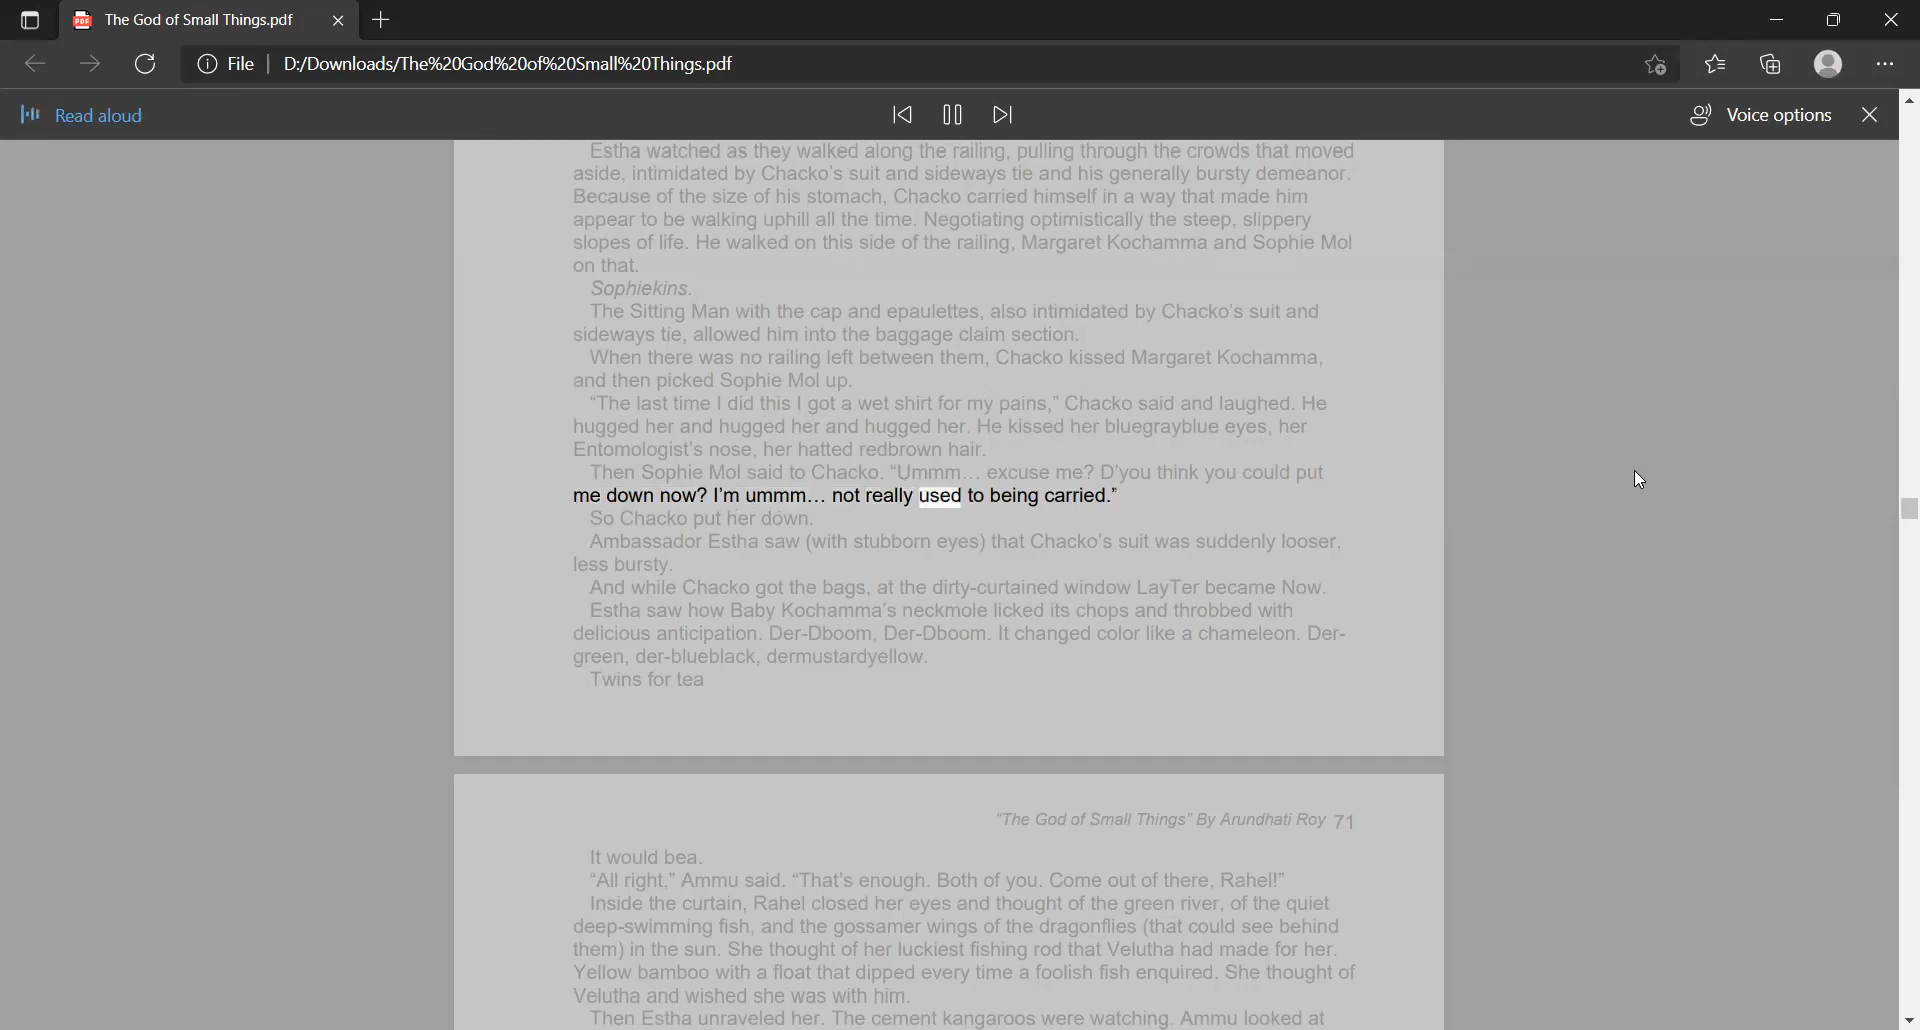 The God of Small Things.pdf
File D:/Downloads/The%20God%20of%20Small%20Things.pdf
Read aloud
Voice options
Estha watched as they walked along the railing, pulling through the crowds that moved
aside, intimidated by Chacko's suit and sideways tie and his generally bursty demeanor.
Because of the size of his stomach, Chacko carried himself in a way that made him
appear to be walking uphill all the time. Negotiating optimistically the steep, slippery
slopes of life. He walked on this side of the railing, Margaret Kochamma and Sophie Mol
on that.
Sophiekins.
The Sitting Man with the cap and epaulettes, also intimidated by Chacko's suit and
sideways tie, allowed him into the baggage claim section.
When there was no railing left between them, Chacko kissed Margaret Kochamma,
and then picked Sophie Mol up.
“The last time I did this I got a wet shirt for my pains,” Chacko said and laughed. He
hugged her and hugged her and hugged her. He kissed her bluegrayblue eyes, her
Entomologist's nose, her hatted redbrown hair.
Then Sophie Mol said to Chacko, “Ummm... excuse me? D'you think you could put
me down now? I'm ummm... not really used to being carried.”
So Chacko put her down.
Ambassador Estha saw (with stubborn eyes) that Chacko's suit was suddenly looser,
less bursty.
And while Chacko got the bags, at the dirty-curtained window LayTer became Now.
Estha saw how Baby Kochamma's neckmole licked its chops and throbbed with
delicious anticipation. Der-Dboom, Der-Dboom. It changed color like a chameleon. Der-
green, der-blueblack, dermustardyellow.
Twins for tea
“The God of Small Things” By Arundhati Roy 71
It would bea.
“All right,” Ammu said. “That's enough. Both of you. Come out of there, Rahel!”
Inside the curtain, Rahel closed her eyes and thought of the green river, of the quiet
deep-swimming fish, and the gossamer wings of the dragonflies (that could see behind
them) in the sun. She thought of her luckiest fishing rod that Velutha had made for her.
Yellow bamboo with a float that dipped every time a foolish fish enquired. She thought of
Velutha and wished she was with him.
Then Estha unraveled her. The cement kangaroos were watching. Ammu looked at